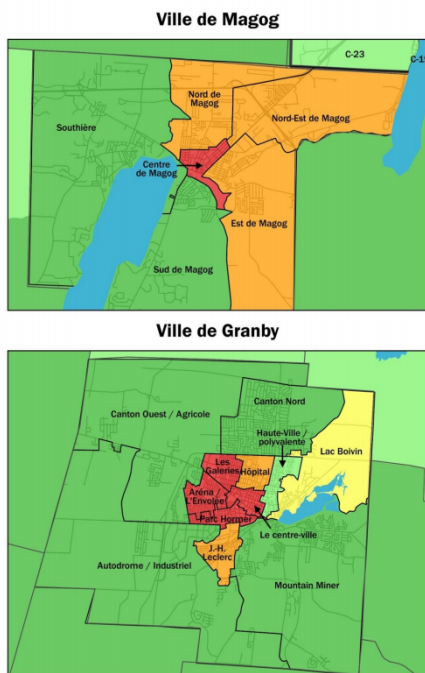 Ville de Magog
C-23
C-1
Nord de
Magog
Nord-Est de Magog
Southière
Centre
de Magog
Est de Magog
Sud de Magog
Ville de Granby
Canton Nord
Canton Ouest / Agricole
Haute-Ville /
polyvalente
Lac Boivin
Les
Galeries
Hôpital
Aréna
L'Envolée
Parc Horner
Le centre-ville
J.-H.
Leclerc
Autodrome / Industriel
Mountain Miner